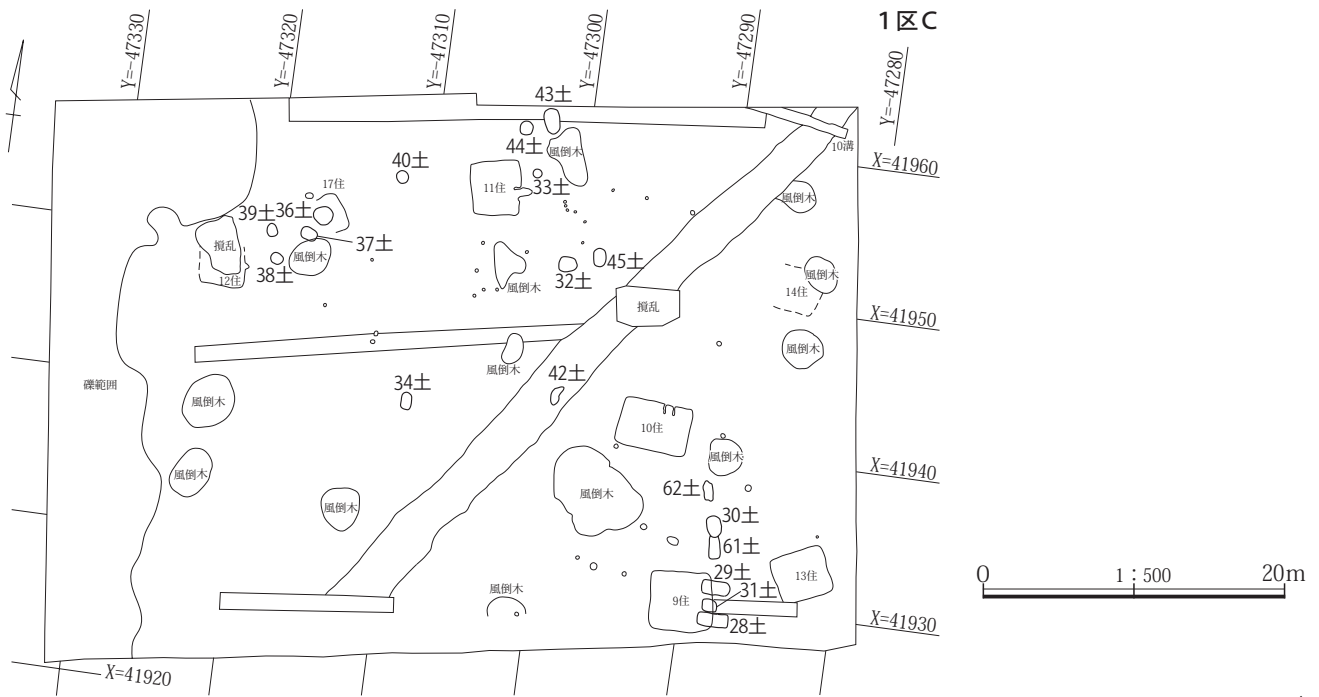 1区C
Y=-47330
Y=-47320
Y=-47310
Y=-47300
Y=-47290
Y=-47280
43土
44土
風倒木
10溝
X=41960
40土
11住
33土
17住
39土
36土
風倒木
37土
撹乱
風倒木
45土
32土
風倒木
38土
12住
風倒木
14住
撹乱
X=41950
風倒木
風倒木
礫範囲
34土
42土
風倒木
10住
風倒木
X=41940
風倒木
風倒木
62土
風倒木
30土
61土
29土
31土
13住
風倒木
9住
28土
X=41930
X=41920
0
1：500
20m